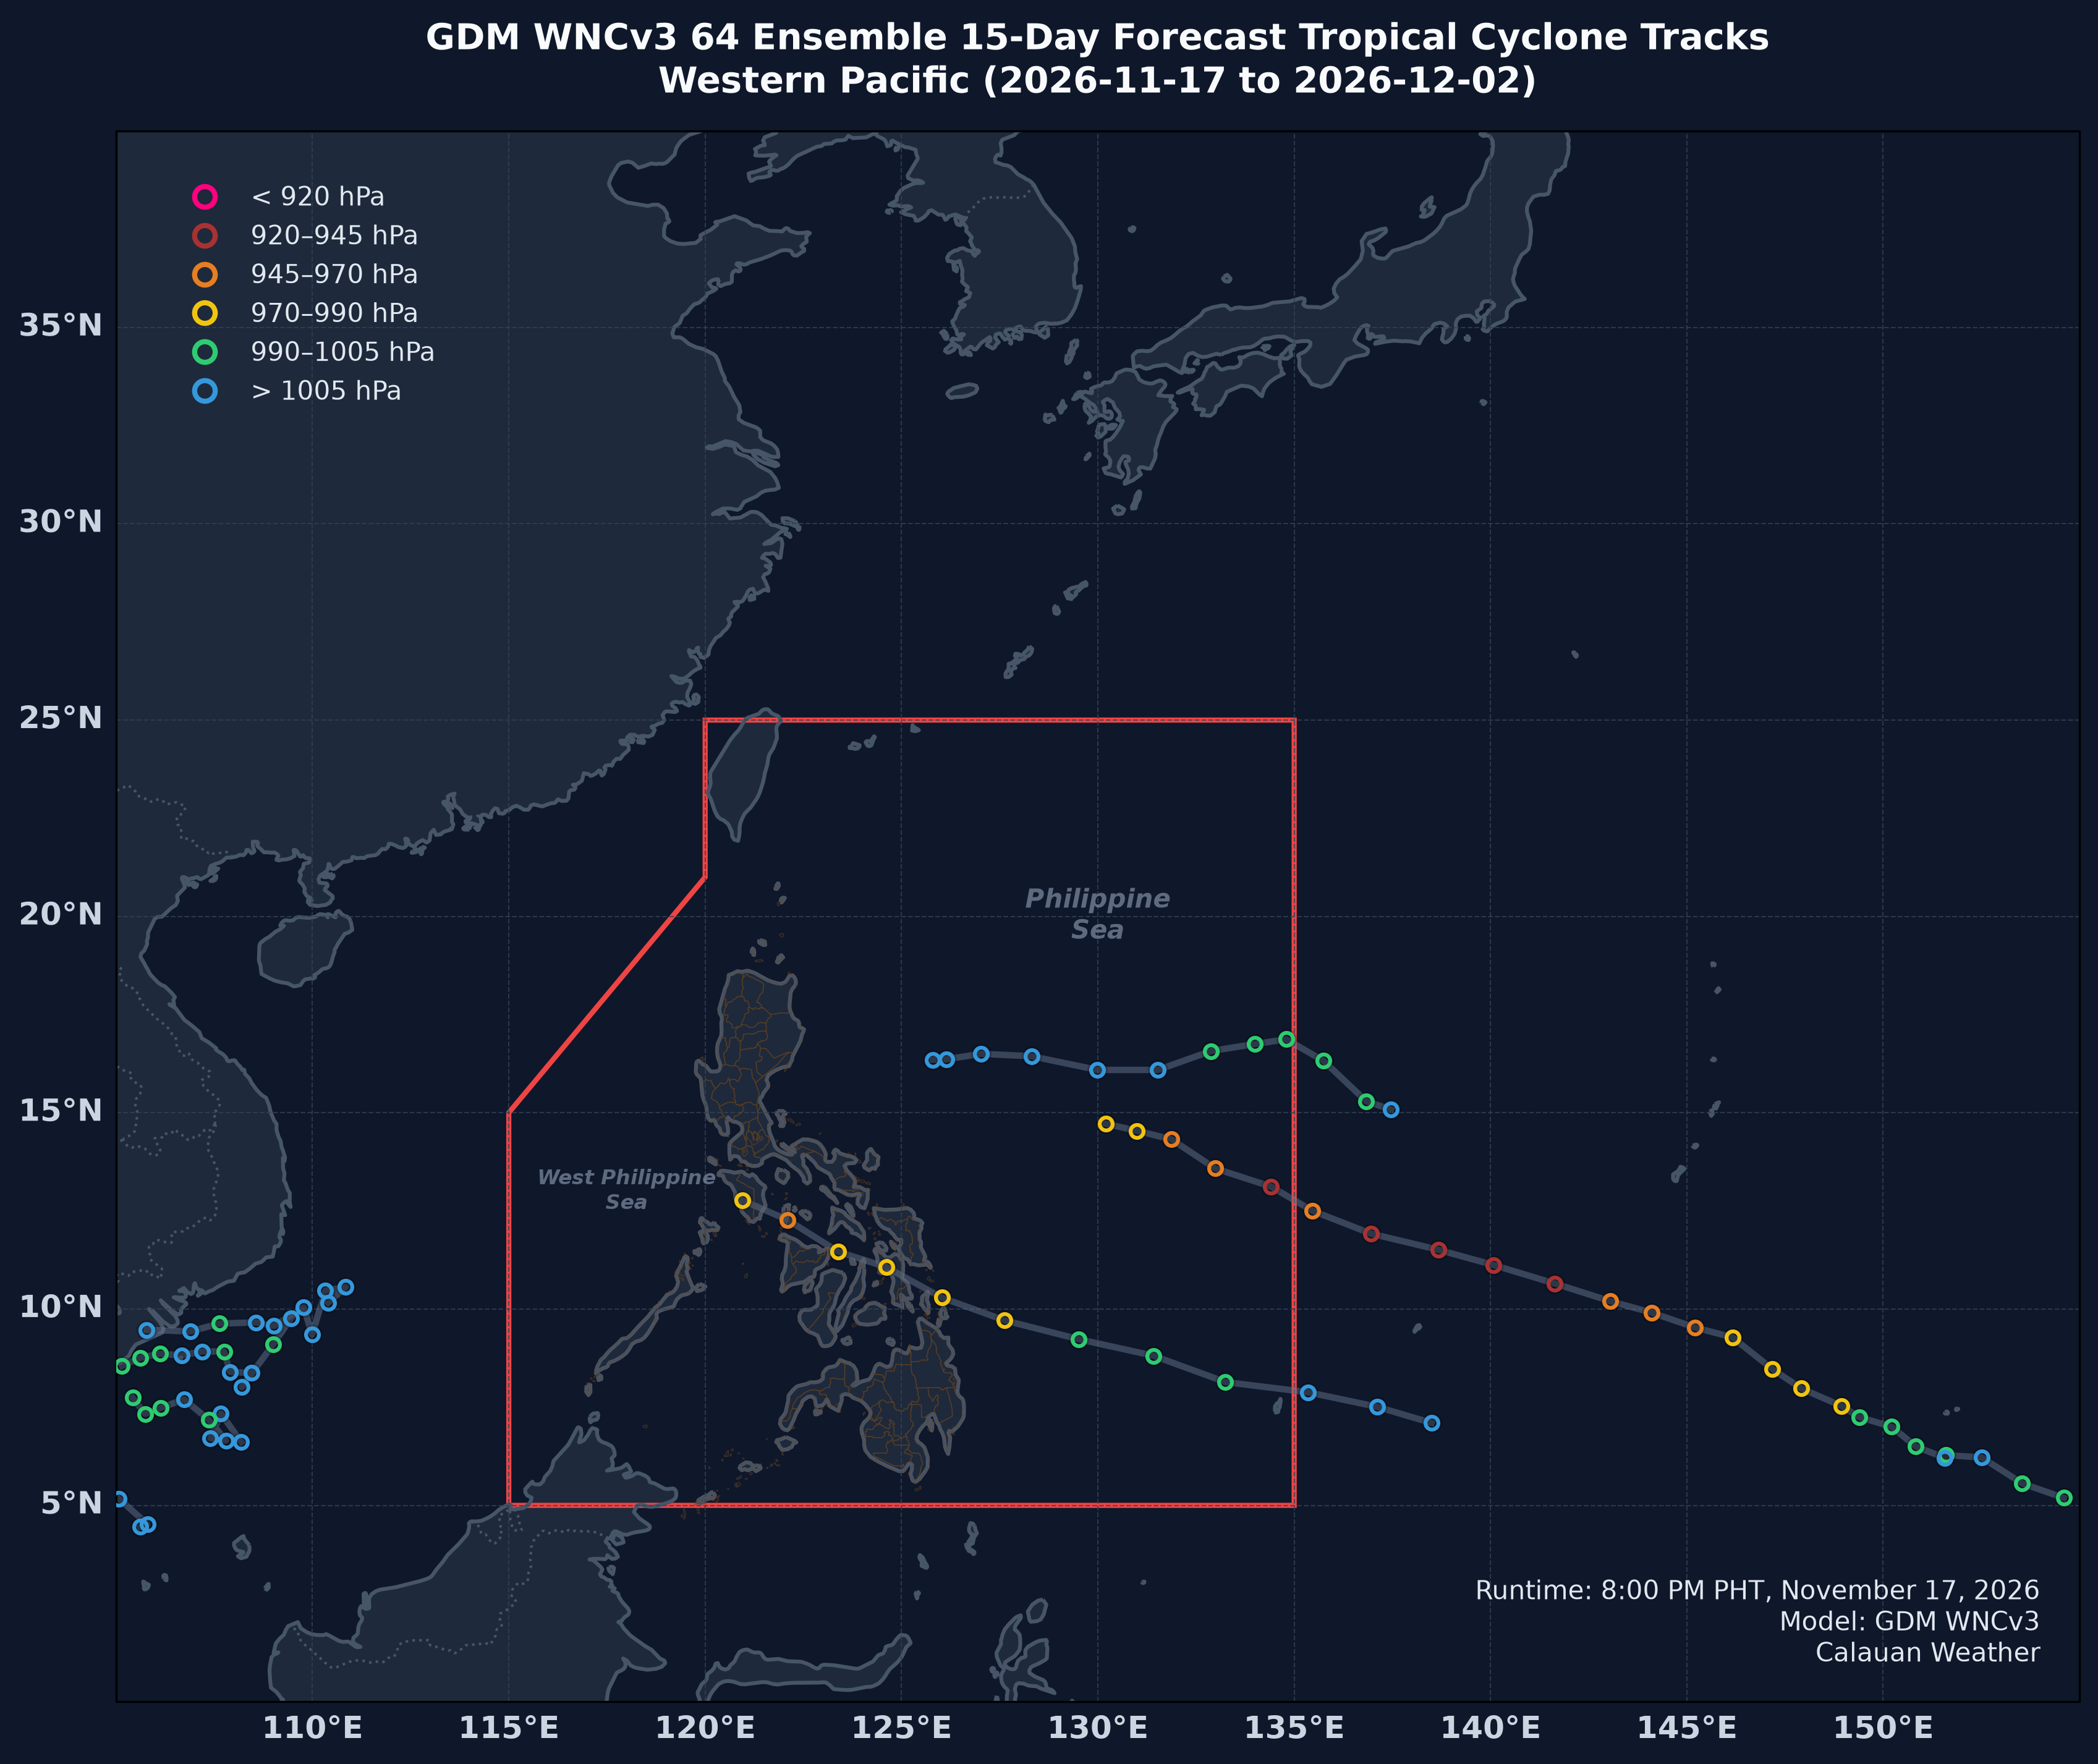 GDM WNCv3 64 Ensemble 15-Day Forecast Tropical Cyclone Tracks
Western Pacific (2026-11-17 to 2026-12-02)
< 920 hPa
920–945 hPa
945–970 hPa
970–990 hPa
990–1005 hPa
> 1005 hPa
35°N
30°N
25°N
20°N
15°N
10°N
5°N
Philippine
Sea
West Philippine
Sea
Runtime: 8:00 PM PHT, November 17, 2026
Model: GDM WNCv3
Calauan Weather
110°E
115°E
120°E
125°E
130°E
135°E
140°E
145°E
150°E